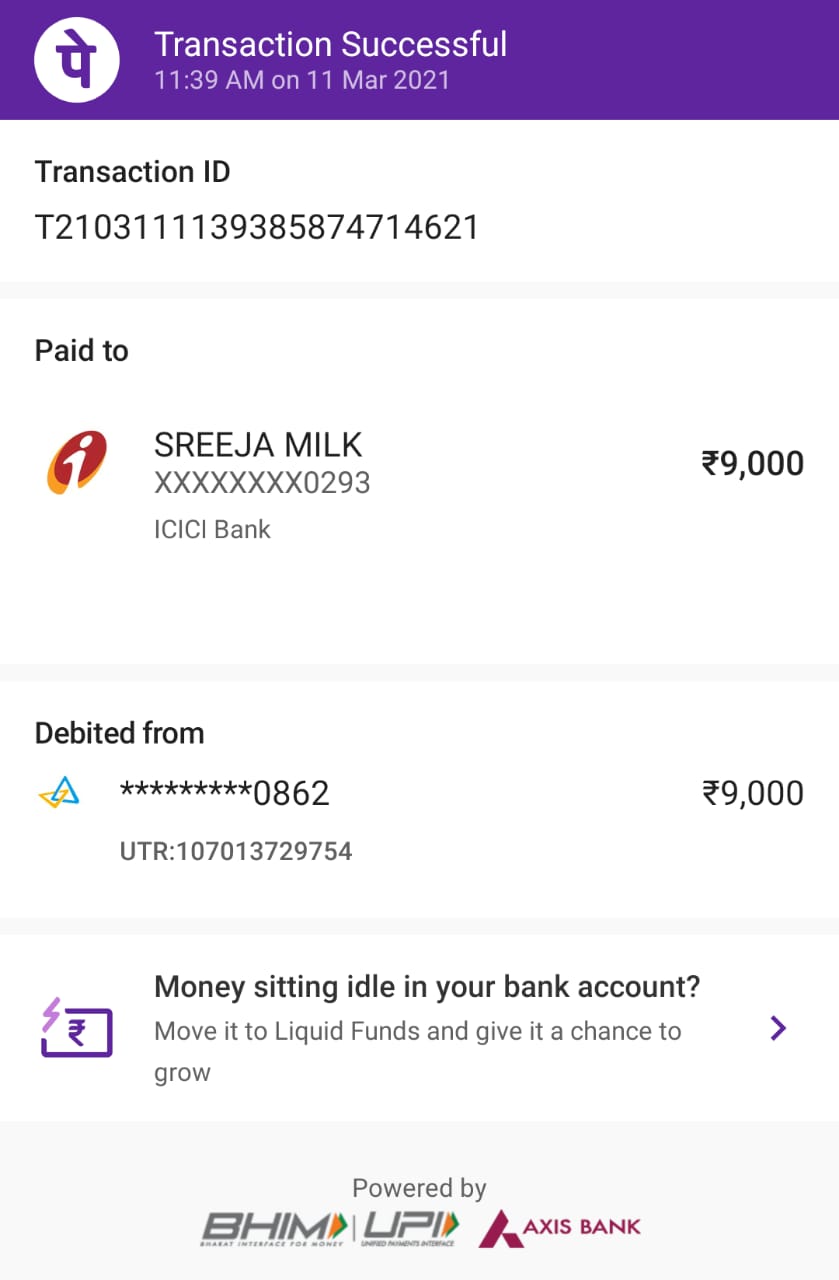 पे
Transaction Successful
11:39 AM on 11 Mar 2021
Transaction ID
T2103111139385874714621
Paid to
SREEJA MILK
XXXXXXXX0293
₹9,000
ICICI Bank
Debited from
*********0862
₹9,000
UTR:107013729754
Money sitting idle in your bank account?
Move it to Liquid Funds and give it a chance to
grow
₹
Powered by
BHIM UPI AXIS BANK
BHARAT INTERFACE FOR MONEY UNIFIED PAYMENTS INTERFACE